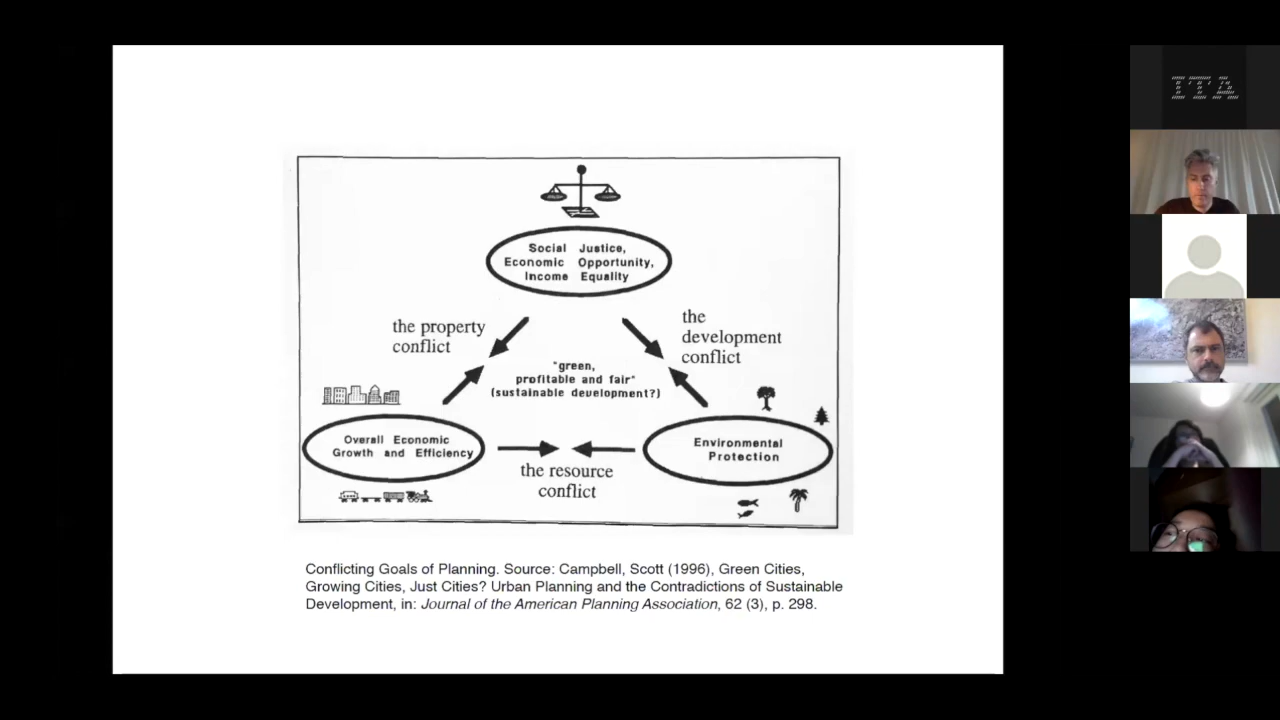 Social Justice,
Economic Opportunity,
Income Equality
the property
conflict
the
development
conflict
"green,
profitable and fair"
(sustainable development?)
Overall Economic
Growth and Efficiency
Environmental
Protection
the resource
conflict
Conflicting Goals of Planning. Source: Campbell, Scott (1996), Green Cities,
Growing Cities, Just Cities? Urban Planning and the Contradictions of Sustainable
Development, in: Journal of the American Planning Association, 62 (3), p. 298.
ITA